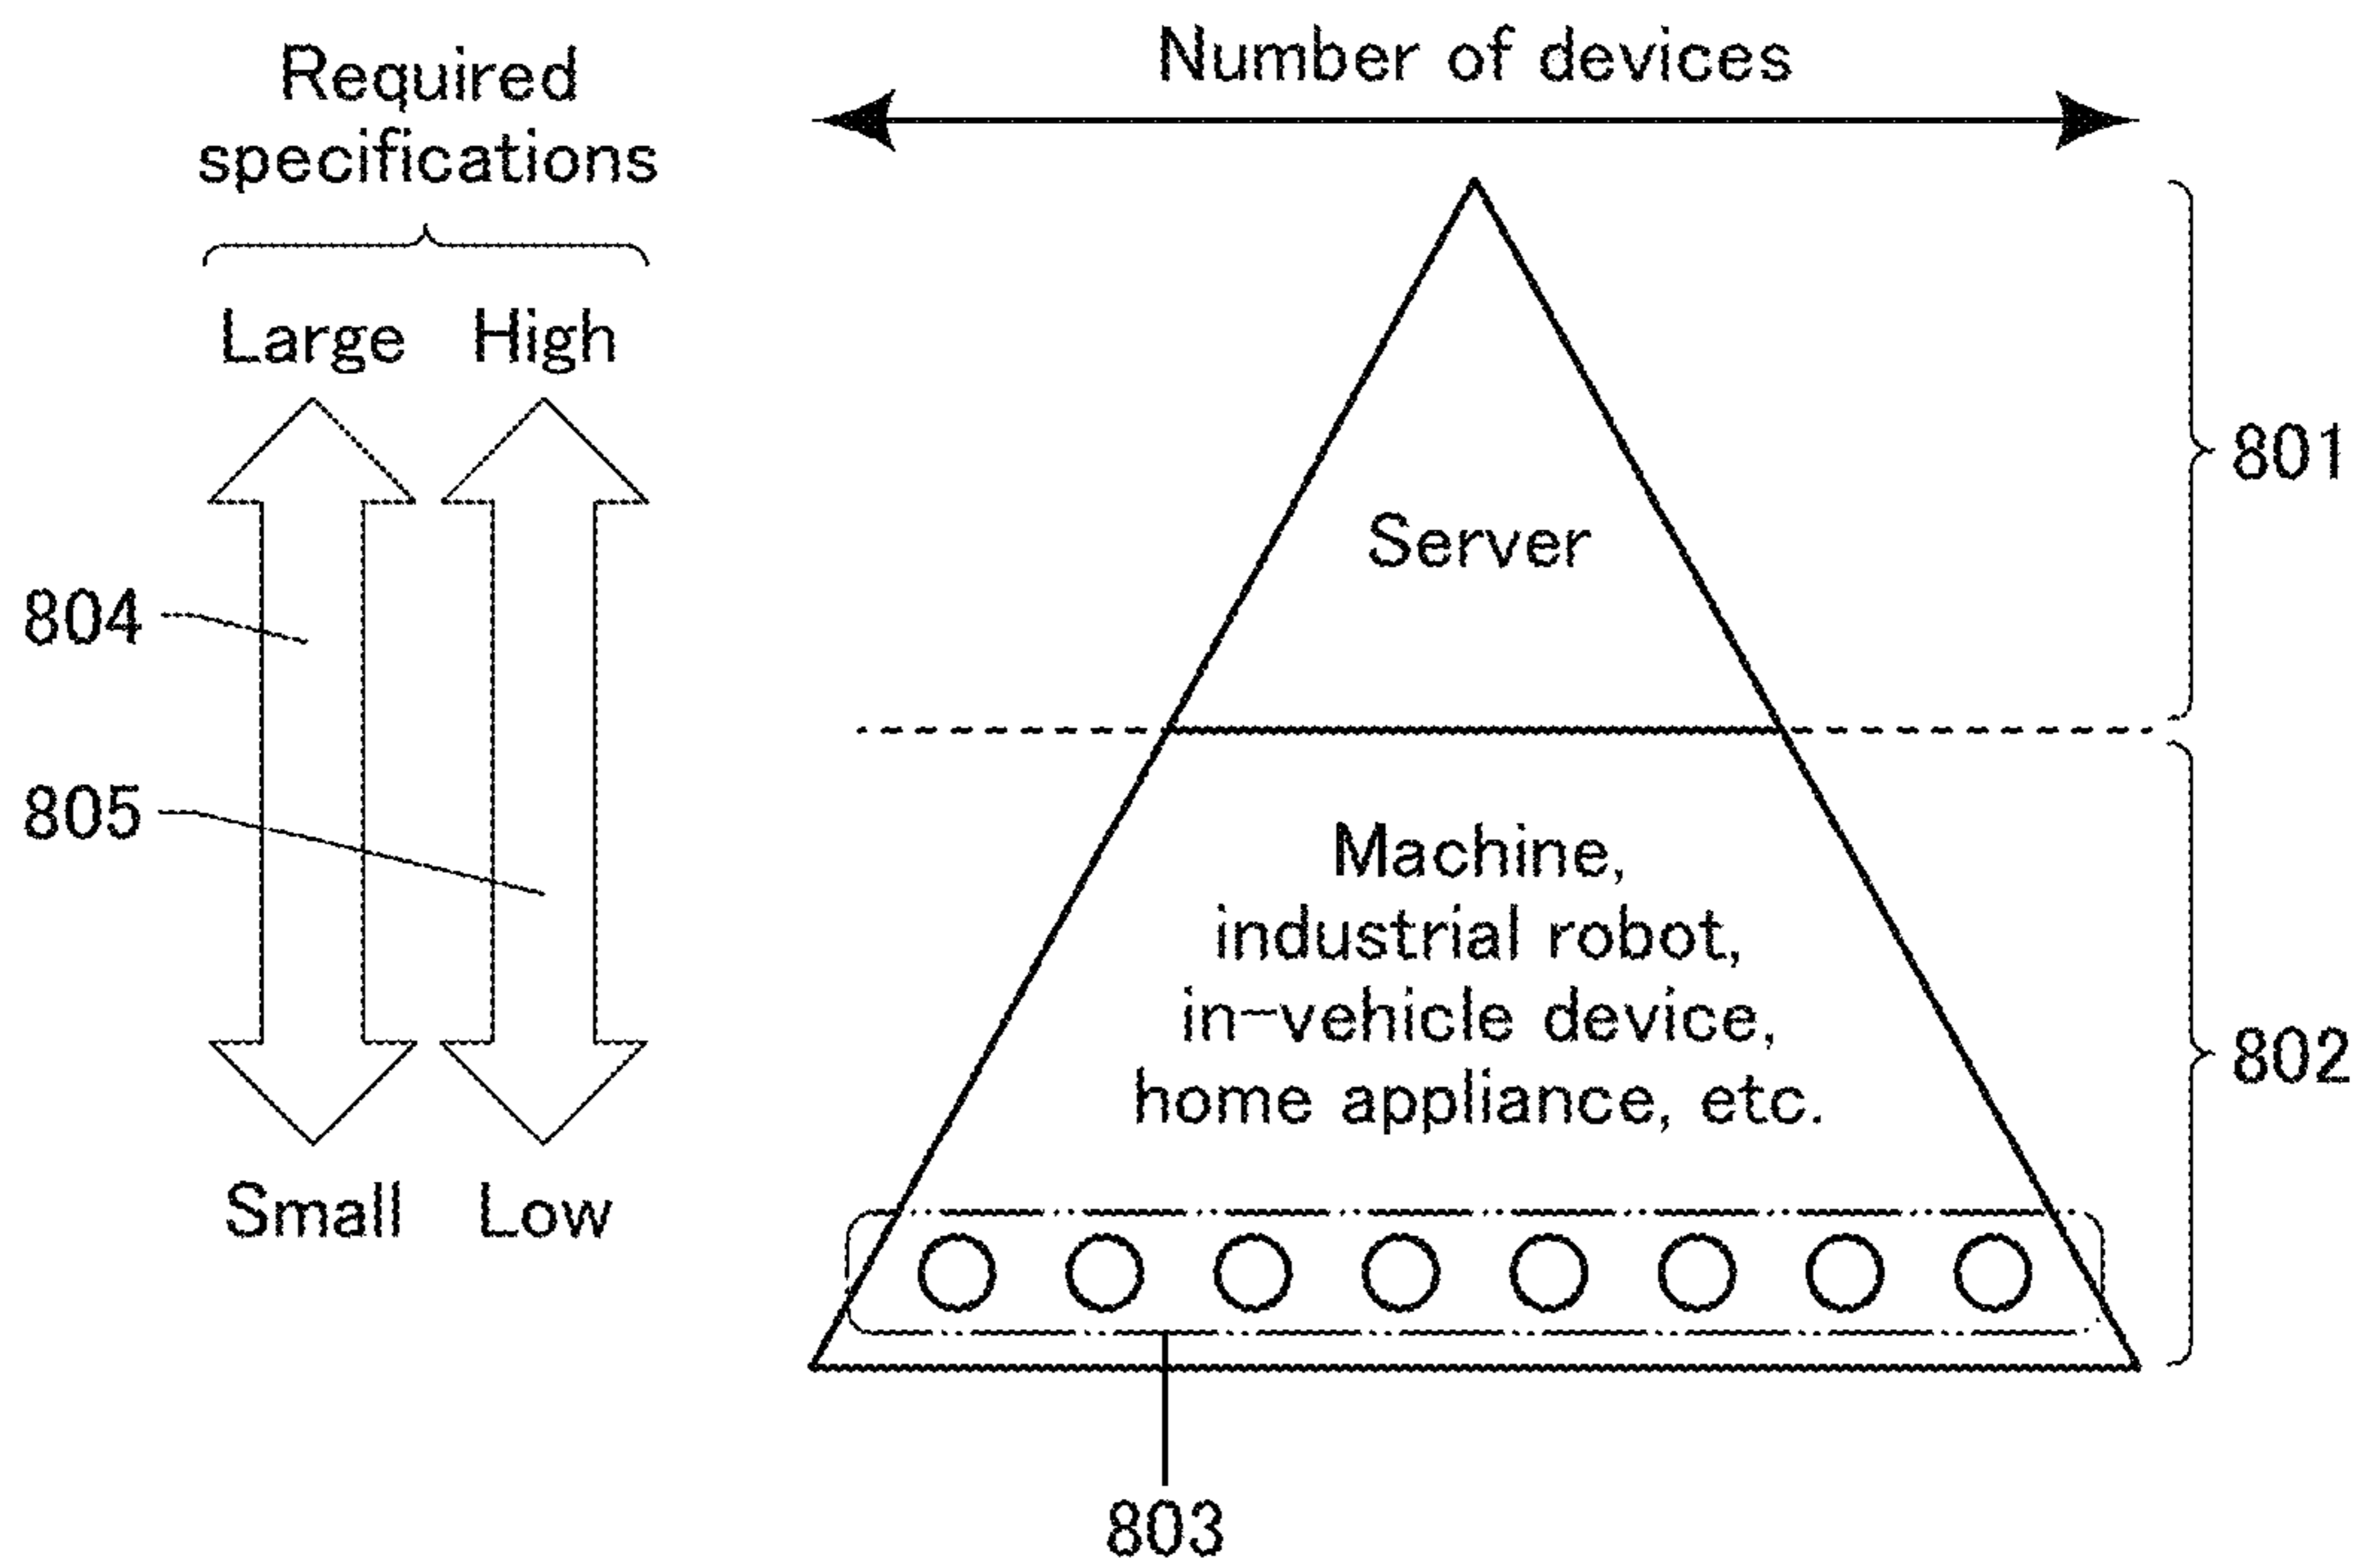 Required
specifications
Large High
804
805
Small Low
Number of devices
Server
801
Machine,
industrial robot,
in-vehicle device,
home appliance, etc.
802
803